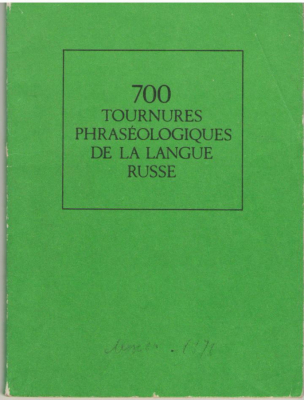 700
TOURNURES
PHRASÉOLOGIQUES
DE LA LANGUE
RUSSE